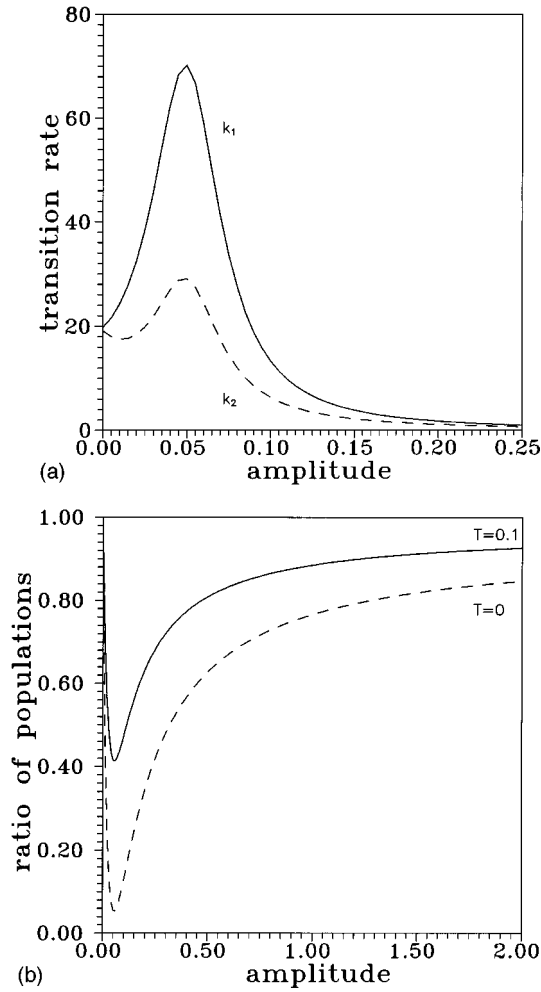 80
60
40
20
0
transition rate
k1
k2
0.00 0.05 0.10 0.15 0.20 0.25
(a) amplitude
1.00
0.80
0.60
0.40
0.20
0.00
ratio of populations
T=0.1
T=0
0.00 0.50 1.00 1.50 2.00
(b) amplitude